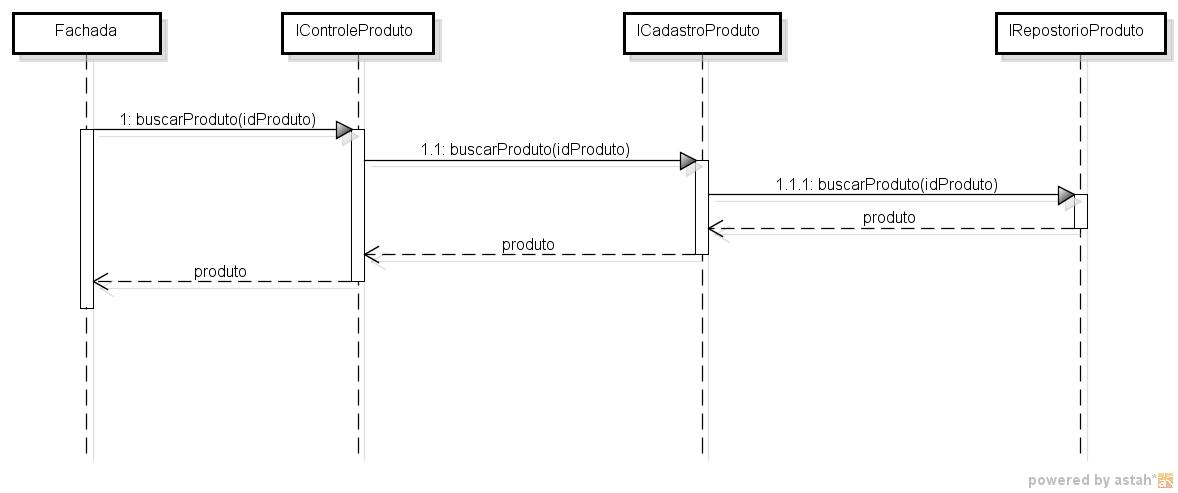 Fachada
IControleProduto
ICadastroProduto
IRepostorioProduto
1: buscarProduto(idProduto)
1.1: buscarProduto(idProduto)
1.1.1: buscarProduto(idProduto)
produto
produto
produto
powered by astah*